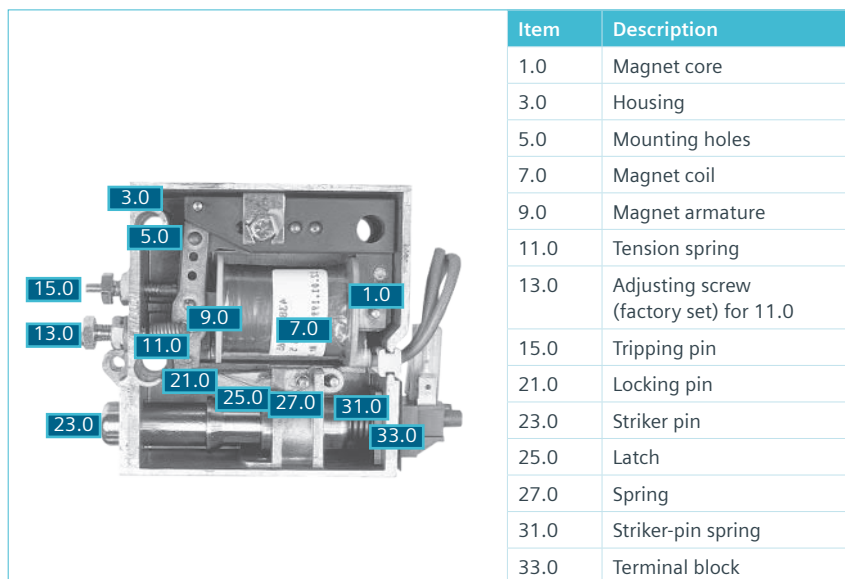 Item Description
1.0 Magnet core
3.0 Housing
5.0 Mounting holes
7.0 Magnet coil
9.0 Magnet armature
11.0 Tension spring
13.0 Adjusting screw
(factory set) for 11.0
15.0 Tripping pin
21.0 Locking pin
23.0 Striker pin
25.0 Latch
27.0 Spring
31.0 Striker-pin spring
33.0 Terminal block
3.0
5.0
15.0
1.0
9.0
7.0
13.0
11.0
21.0
25.0
27.0
31.0
23.0
33.0